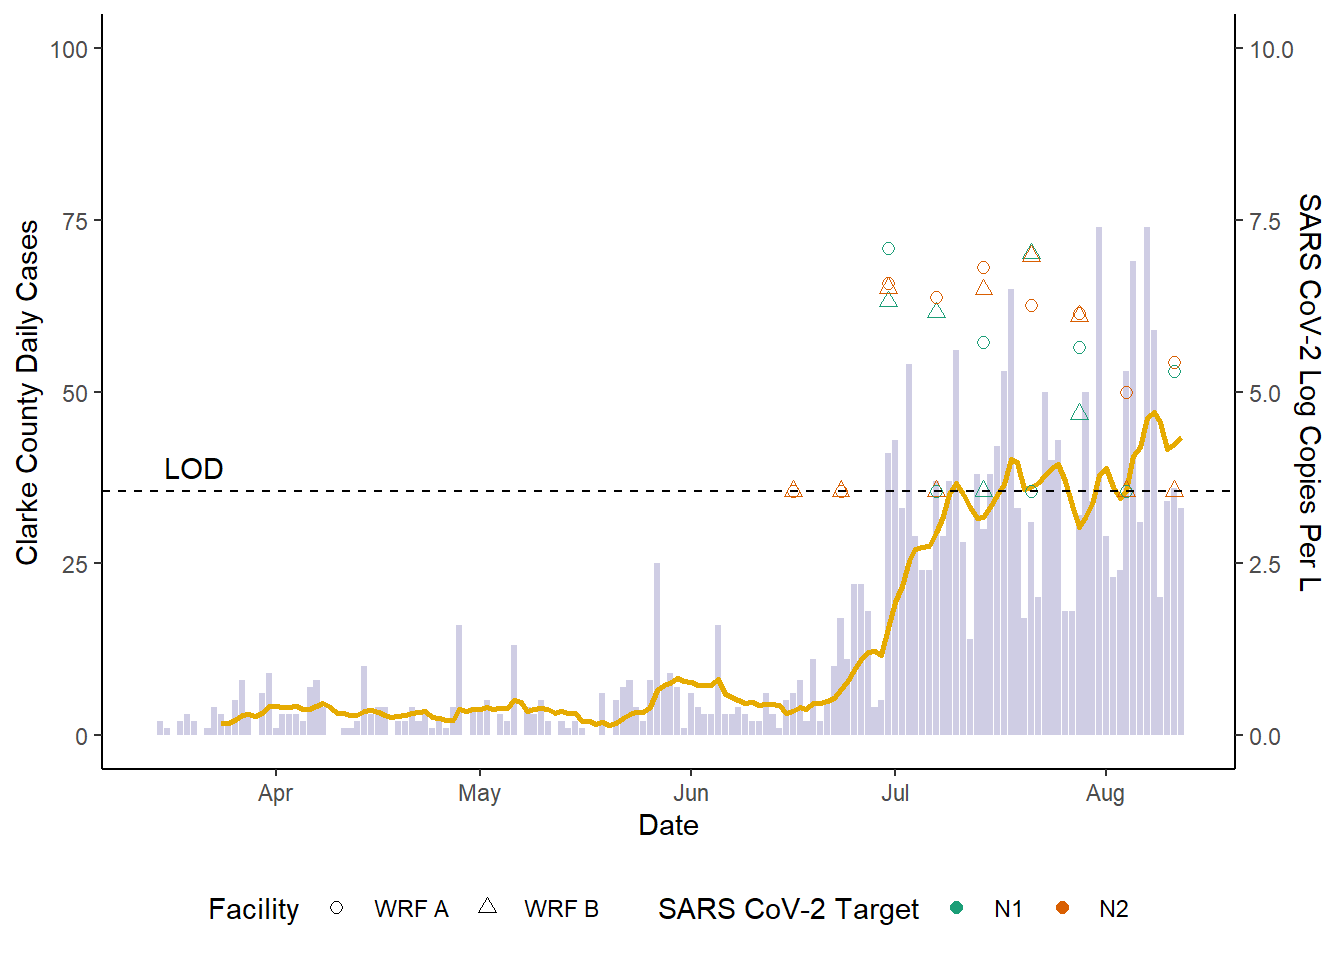 100
75
50
25
0
Clarke County Daily Cases
10.0
7.5
5.0
2.5
0.0
SARS CoV-2 Log Copies Per L
LOD
Apr May Jun Jul Aug
Date
Facility WRF A WRF B SARS CoV-2 Target N1 N2